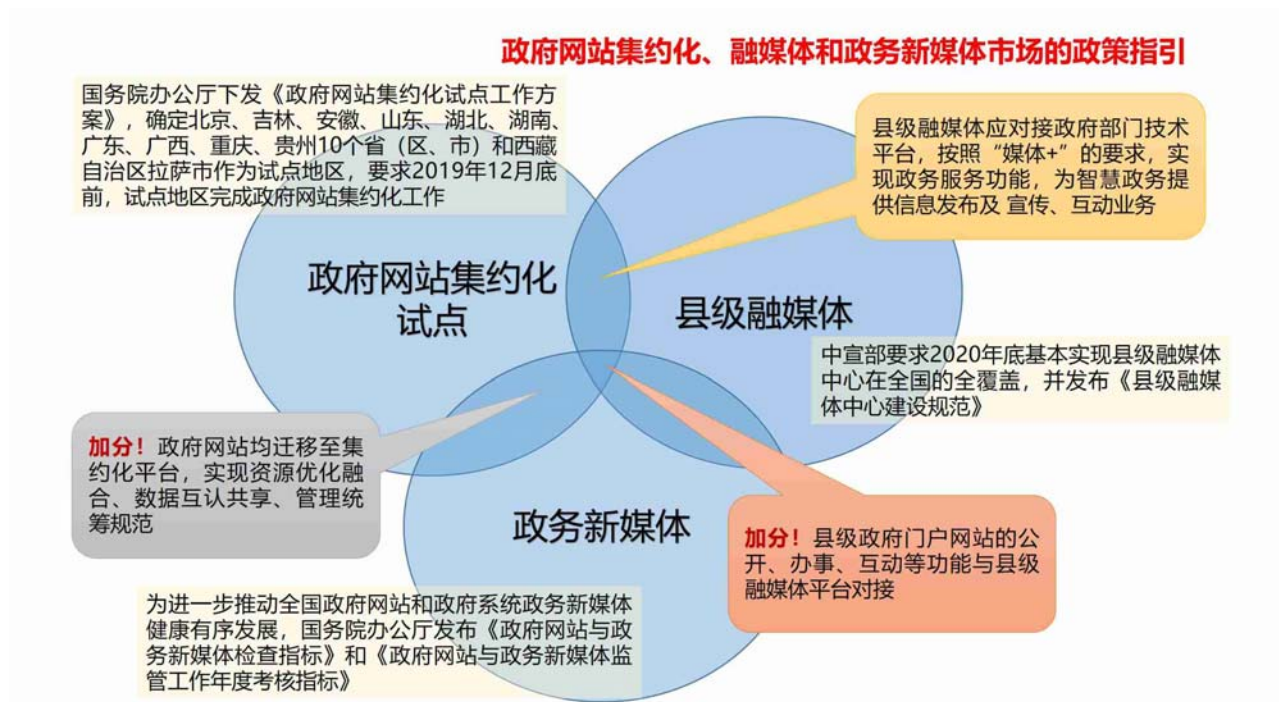 政府网站集约化、融媒体和政务新媒体市场的政策指引
国务院办公厅下发《政府网站集约化试点工作方
案》，确定北京、吉林、安徽、山东、湖北、湖南、
广东、广西、重庆、贵州10个省（区、市）和西藏
自治区拉萨市作为试点地区，要求2019年12月底
前，试点地区完成政府网站集约化工作
县级融媒体应对接政府部门技术
平台，按照“媒体+”的要求，实
现政务服务功能，为智慧政务提
供信息发布及 宣传、互动业务
政府网站集约化
试点
县级融媒体
中宣部要求2020年底基本实现县级融媒体
中心在全国的全覆盖，并发布《县级融媒
体中心建设规范》
加分！政府网站均迁移至集
约化平台，实现资源优化融
合、数据互认共享、管理统
筹规范
政务新媒体
加分！县级政府门户网站的公
开、办事、互动等功能与县级
融媒体平台对接
为进一步推动全国政府网站和政府系统政务新媒体
健康有序发展，国务院办公厅发布《政府网站与政
务新媒体检查指标》和《政府网站与政务新媒体监
管工作年度考核指标》